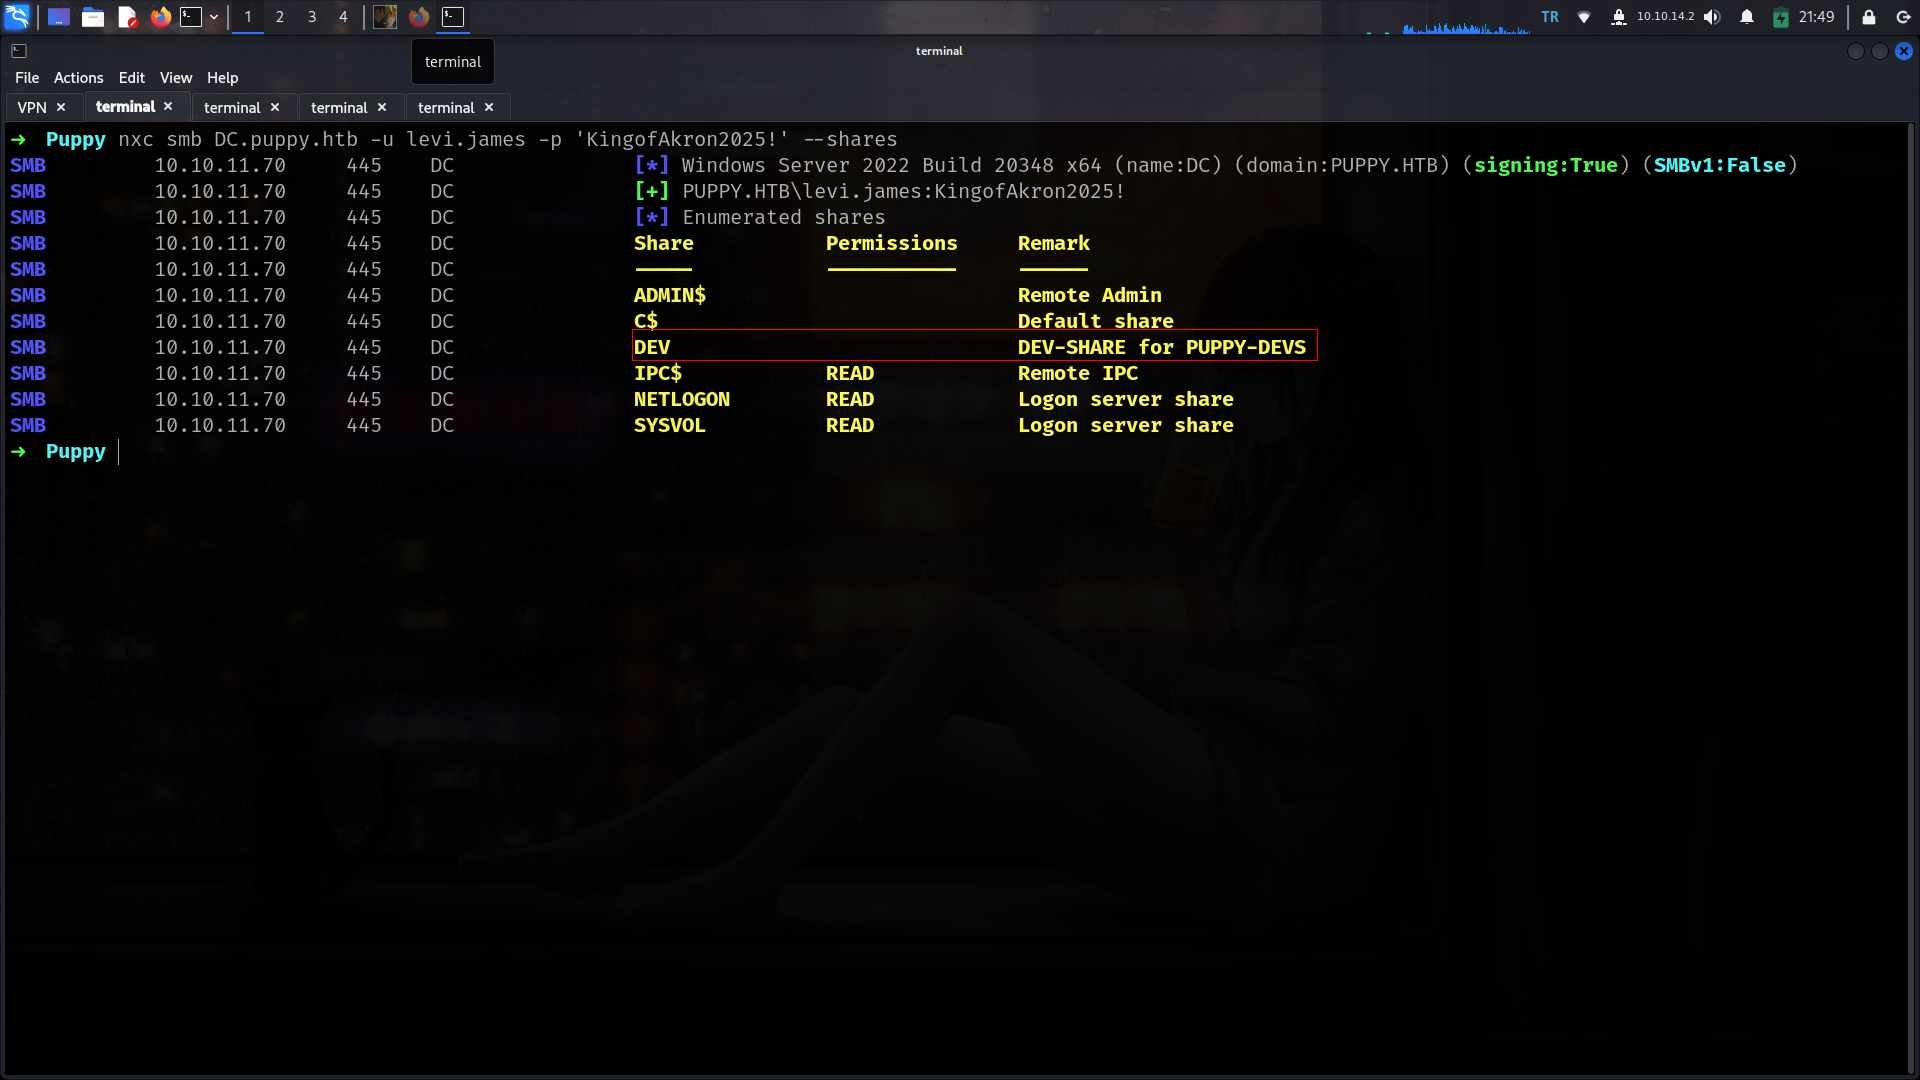 1 2 3 4 TR 10.10.14.2 21:49
terminal
terminal
File Actions Edit View Help
VPN × terminal × terminal × terminal × terminal ×
→ Puppy nxc smb DC.puppy.htb -u levi.james -p 'KingofAkron2025!' --shares
SMB 10.10.11.70 445 DC [*] Windows Server 2022 Build 20348 x64 (name:DC) (domain:PUPPY.HTB) (signing:True) (SMBv1:False)
SMB 10.10.11.70 445 DC [+] PUPPY.HTB\levi.james:KingofAkron2025!
SMB 10.10.11.70 445 DC [*] Enumerated shares
SMB 10.10.11.70 445 DC Share Permissions Remark
SMB 10.10.11.70 445 DC ----- ----------- ------
SMB 10.10.11.70 445 DC ADMIN$ Remote Admin
SMB 10.10.11.70 445 DC C$ Default share
SMB 10.10.11.70 445 DC DEV DEV-SHARE for PUPPY-DEVS
SMB 10.10.11.70 445 DC IPC$ READ Remote IPC
SMB 10.10.11.70 445 DC NETLOGON READ Logon server share
SMB 10.10.11.70 445 DC SYSVOL READ Logon server share
→ Puppy